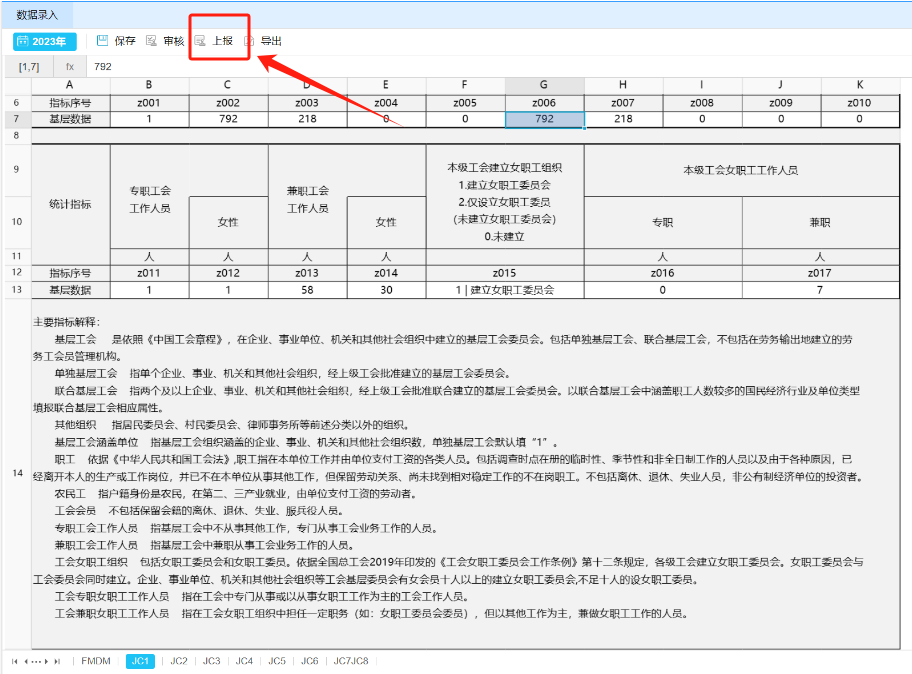 数据录入
2023年 保存 审核 上报 导出
[1,7] fx 792
A B C D E F G H I J K
6 指标序号 z001 z002 z003 z004 z005 z006 z007 z008 z009 z010
7 基层数据 1 792 218 0 0 792 218 0 0 0
8
9 统计指标 专职工会工作人员 兼职工会工作人员 本级工会建立女职工组织 本级工会女职工工作人员
1.建立女职工委员会
2.仅设立女职工委员
(未建立女职工委员会)
0.未建立
10 女性 女性 专职 兼职
11 人 人 人 人 人 人
12 指标序号 z011 z012 z013 z014 z015 z016 z017
13 基层数据 1 1 58 30 1 | 建立女职工委员会 0 7
14
主要指标解释：
基层工会 是依照《中国工会章程》，在企业、事业单位、机关和其他社会组织中建立的基层工会委员会。包括单独基层工会、联合基层工会，不包括在劳务输出地建立的劳
务工会员管理机构。
单独基层工会 指单个企业、事业、机关和其他社会组织，经上级工会批准建立的基层工会委员会。
联合基层工会 指两个及以上企业、事业、机关和其他社会组织，经上级工会批准联合建立的基层工会委员会。以联合基层工会中涵盖职工人数较多的国民经济行业及单位类型
填报联合基层工会相应属性。
其他组织 指居民委员会、村民委员会、律师事务所等前述分类以外的组织。
基层工会涵盖单位 指基层工会组织涵盖的企业、事业、机关和其他社会组织数，单独基层工会默认填“1”。
职工 依据《中华人民共和国工会法》,职工指在本单位工作并由单位支付工资的各类人员。包括调查时点在册的临时性、季节性和非全日制工作的人员以及由于各种原因，已
经离开本人的生产或工作岗位，并已不在本单位从事其他工作，但保留劳动关系、尚未找到相对稳定工作的不在岗职工。不包括离休、退休、失业人员，非公有制经济单位的投资者。
农民工 指户籍身份是农民，在第二、三产业就业，由单位支付工资的劳动者。
工会会员 不包括保留会籍的离休、退休、失业、服兵役人员。
专职工会工作人员 指基层工会中不从事其他工作，专门从事工会业务工作的人员。
兼职工会工作人员 指基层工会中兼职从事工会业务工作的人员。
工会女职工组织 包括女职工委员会和女职工委员。依据全国总工会2019年印发的《工会女职工委员会工作条例》第十二条规定，各级工会建立女职工委员会。女职工委员会与
工会委员会同时建立。企业、事业单位、机关和其他社会组织等工会基层委员会有女会员十人以上的建立女职工委员会,不足十人的设女职工委员。
工会专职女职工工作人员 指在工会中专门从事或以从事女职工工作为主的工会工作人员。
工会兼职女职工工作人员 指在工会女职工组织中担任一定职务（如：女职工委员会委员），但以其他工作为主，兼做女职工工作的人员。
FMDM JC1 JC2 JC3 JC4 JC5 JC6 JC7JC8